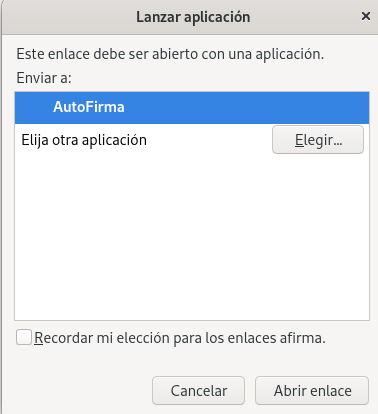 Lanzar aplicación
Este enlace debe ser abierto con una aplicación.
Enviar a:
AutoFirma
Elija otra aplicación
Elegir...
Recordar mi elección para los enlaces afirma.
Cancelar
Abrir enlace